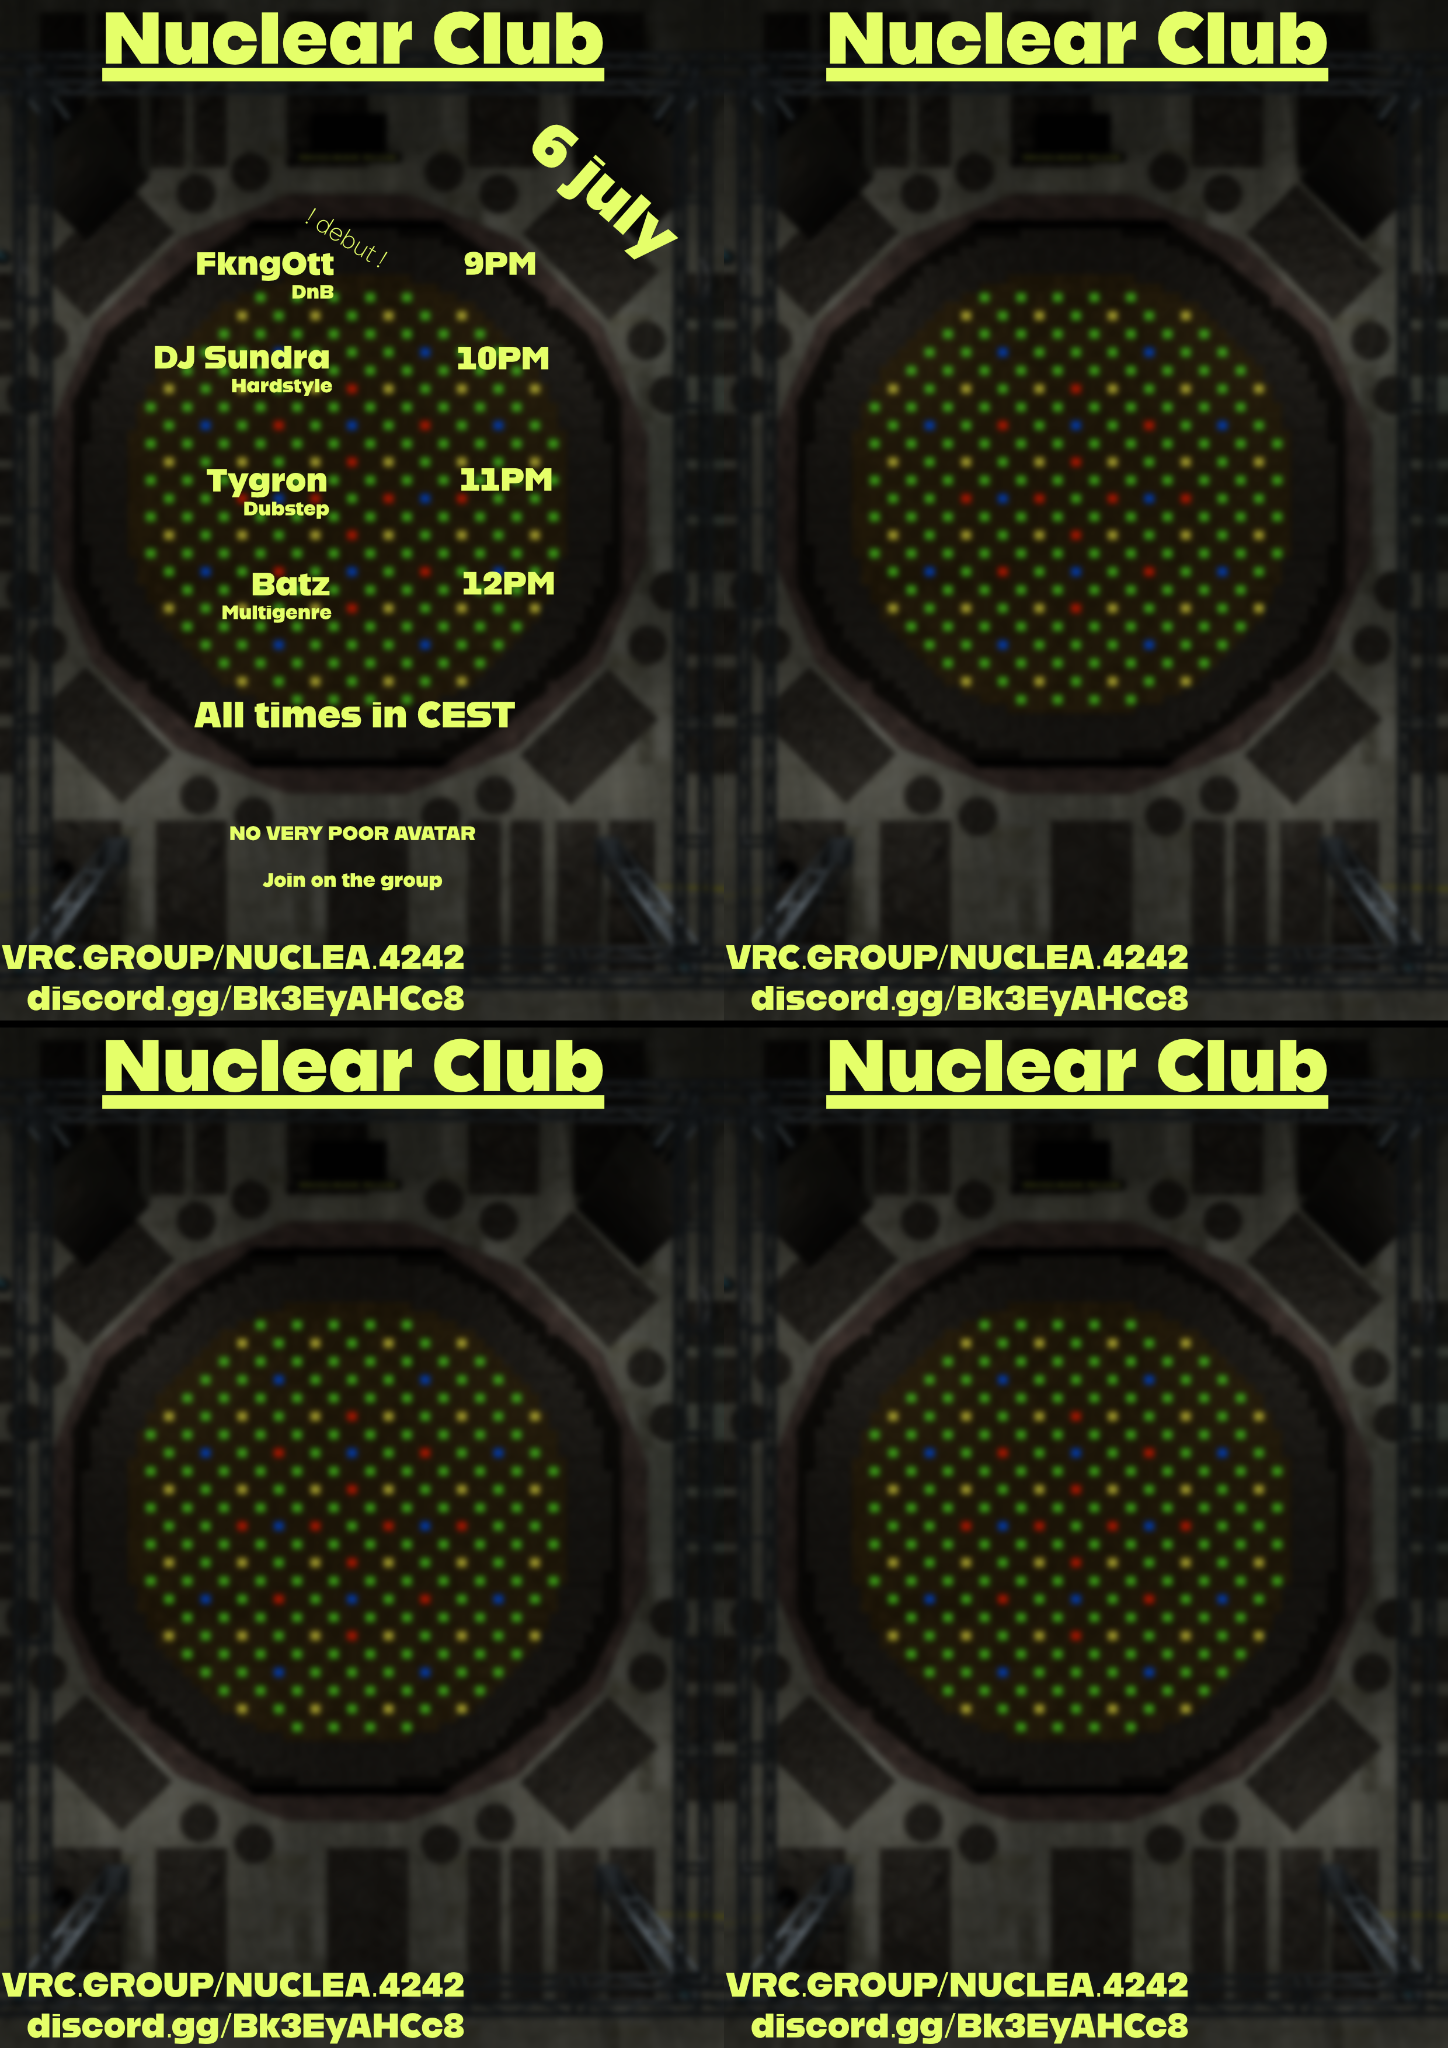 Nuclear Club
6 july
! debut !
FkngOtt 9PM
DnB
DJ Sundra 10PM
Hardstyle
Tygron 11PM
Dubstep
Batz 12PM
Multigenre
All times in CEST
NO VERY POOR AVATAR
Join on the group
VRC.GROUP/NUCLEA.4242
discord.gg/Bk3EyAHCc8
Nuclear Club
VRC.GROUP/NUCLEA.4242
discord.gg/Bk3EyAHCc8
Nuclear Club
VRC.GROUP/NUCLEA.4242
discord.gg/Bk3EyAHCc8
Nuclear Club
VRC.GROUP/NUCLEA.4242
discord.gg/Bk3EyAHCc8